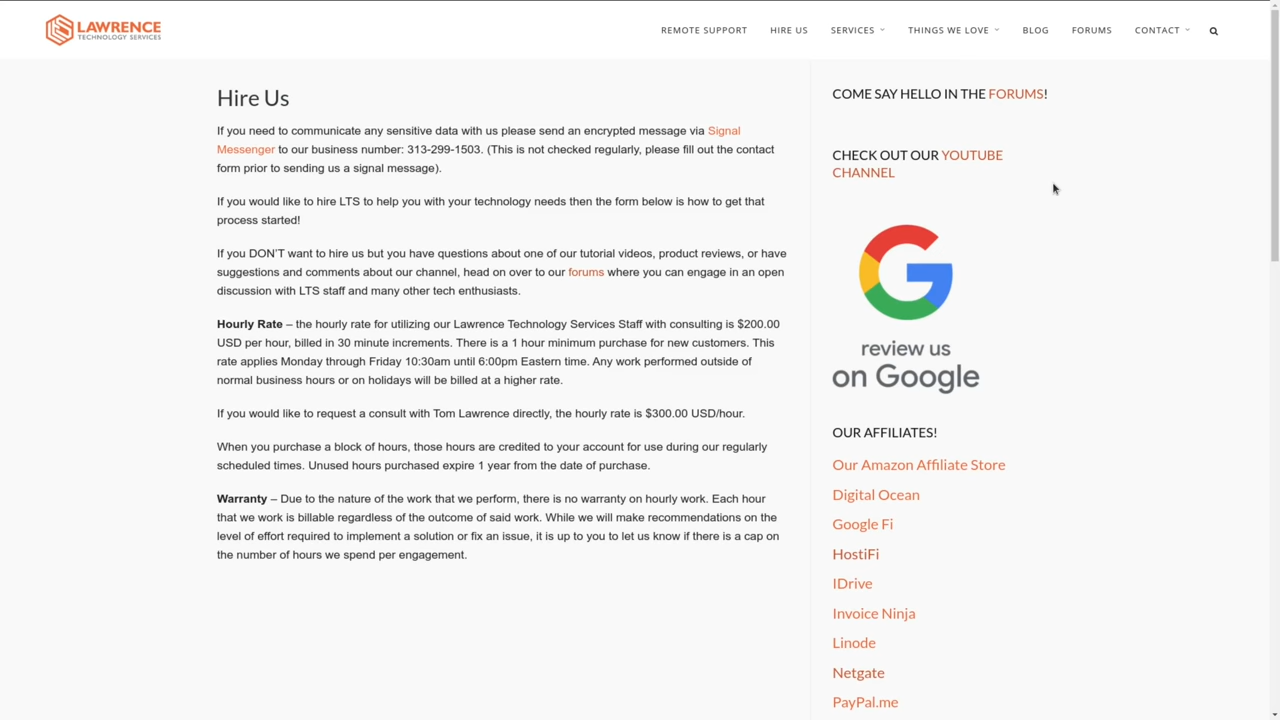 LAWRENCE
TECHNOLOGY SERVICES
REMOTE SUPPORT
HIRE US
SERVICES
THINGS WE LOVE
BLOG
FORUMS
CONTACT
Hire Us
If you need to communicate any sensitive data with us please send an encrypted message via Signal
Messenger to our business number: 313-299-1503. (This is not checked regularly, please fill out the contact
form prior to sending us a signal message).
If you would like to hire LTS to help you with your technology needs then the form below is how to get that
process started!
If you DON'T want to hire us but you have questions about one of our tutorial videos, product reviews, or have
suggestions and comments about our channel, head on over to our forums where you can engage in an open
discussion with LTS staff and many other tech enthusiasts.
Hourly Rate – the hourly rate for utilizing our Lawrence Technology Services Staff with consulting is $200.00
USD per hour, billed in 30 minute increments. There is a 1 hour minimum purchase for new customers. This
rate applies Monday through Friday 10:30am until 6:00pm Eastern time. Any work performed outside of
normal business hours or on holidays will be billed at a higher rate.
If you would like to request a consult with Tom Lawrence directly, the hourly rate is $300.00 USD/hour.
When you purchase a block of hours, those hours are credited to your account for use during our regularly
scheduled times. Unused hours purchased expire 1 year from the date of purchase.
Warranty – Due to the nature of the work that we perform, there is no warranty on hourly work. Each hour
that we work is billable regardless of the outcome of said work. While we will make recommendations on the
level of effort required to implement a solution or fix an issue, it is up to you to let us know if there is a cap on
the number of hours we spend per engagement.
COME SAY HELLO IN THE FORUMS!
CHECK OUT OUR YOUTUBE
CHANNEL
review us
on Google
OUR AFFILIATES!
Our Amazon Affiliate Store
Digital Ocean
Google Fi
HostiFi
IDrive
Invoice Ninja
Linode
Netgate
PayPal.me